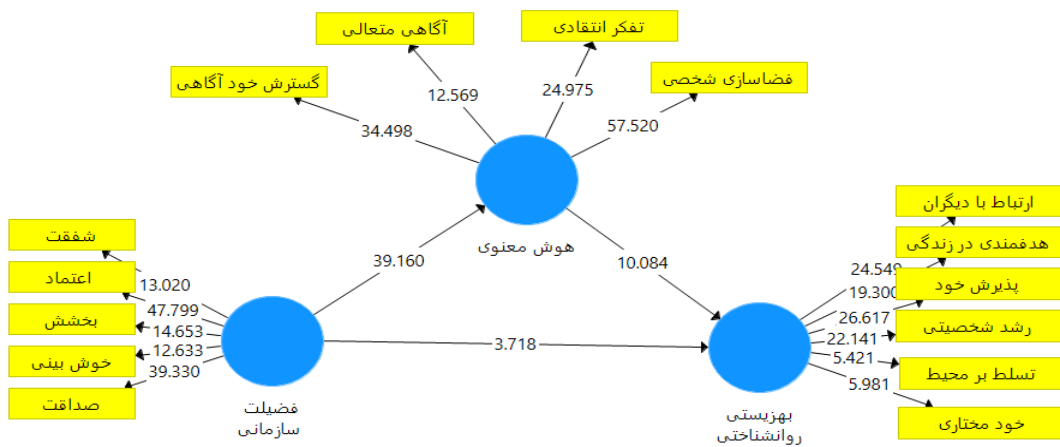 تفکر انتقادی
آگاهی متعالی
فضاسازی شخصی
گسترش خود آگاهی
12.569
24.975
34.498
57.520
هوش معنوی
39.160
10.084
3.718
شفقت
اعتماد
بخشش
خوش بینی
صداقت
13.020
47.799
14.653
12.633
39.330
فضیلت
سازمانی
ارتباط با دیگران
هدفمندی در زندگی
پذیرش خود
رشد شخصیتی
تسلط بر محیط
خود مختاری
24.549
19.300
26.617
22.141
5.421
5.981
بهزیستی
روانشناختی